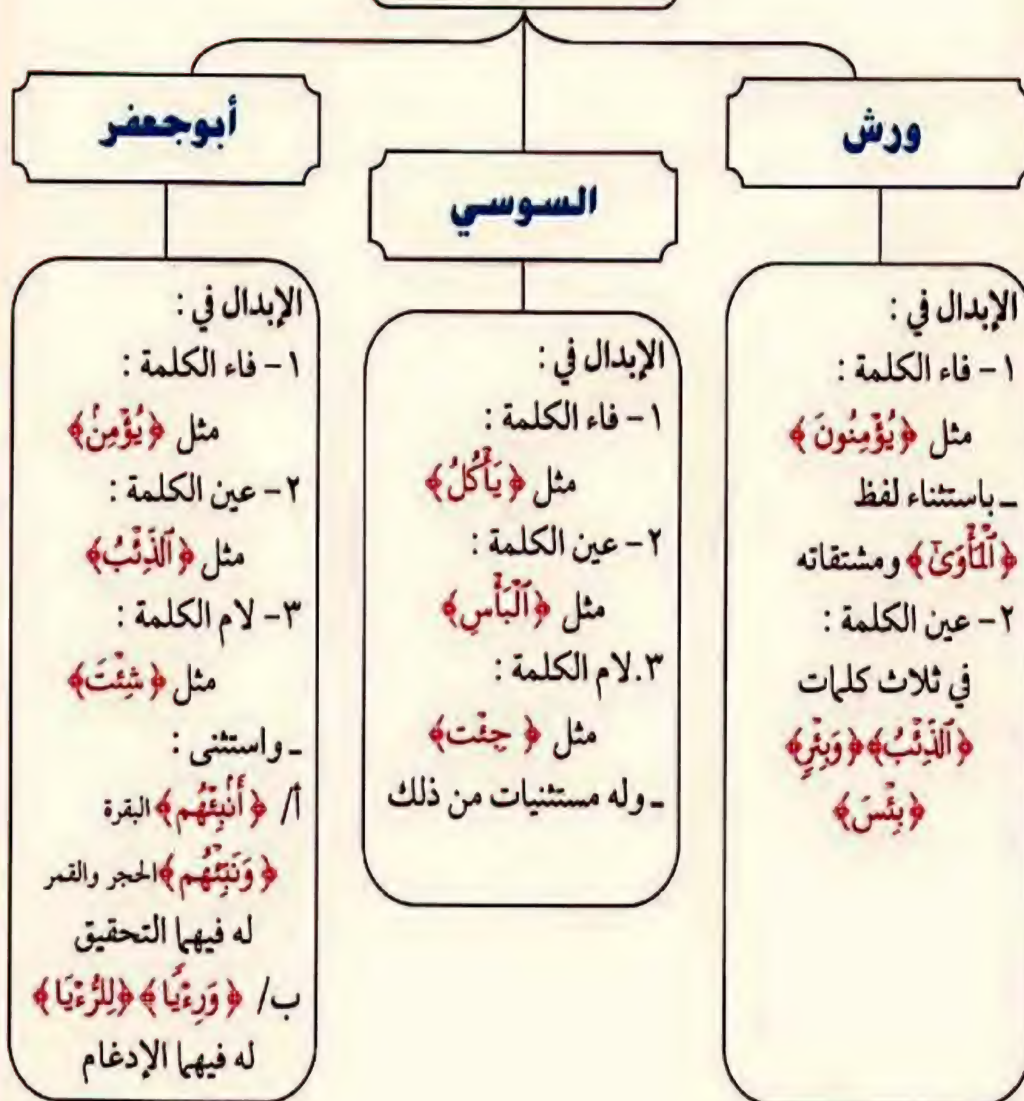 ورش
الإبدال في :
١ - فاء الكلمة :
مثل ﴿يُؤْمِنُونَ﴾
ـ باستثناء لفظ
﴿ٱلْمَأْوَىٰ﴾ ومشتقاته
٢ - عين الكلمة :
في ثلاث كلمات
﴿ٱلذِّئْبُ﴾ ﴿وَبِئْرٍ﴾
﴿بِئْسَ﴾
السوسي
الإبدال في :
١ - فاء الكلمة :
مثل ﴿يَأْكُلُ﴾
٢ - عين الكلمة :
مثل ﴿ٱلْبَأْسِ﴾
٣.لام الكلمة :
مثل ﴿جِئْت﴾
ـ وله مستثنيات من ذلك
أبوجعفر
الإبدال في :
١ - فاء الكلمة :
مثل ﴿يُؤْمِنُ﴾
٢ - عين الكلمة :
مثل ﴿ٱلذِّئْبُ﴾
٣- لام الكلمة :
مثل ﴿شِئْتَ﴾
ـ واستثنى :
أ/ ﴿أَنۢبِئْهُم﴾ البقرة
﴿وَنَبِّئْهُم﴾ الحجر والقمر
له فيهما التحقيق
ب/ ﴿وَرِءْيًا﴾ ﴿لِلرُّءْيَا﴾
له فيهما الإدغام